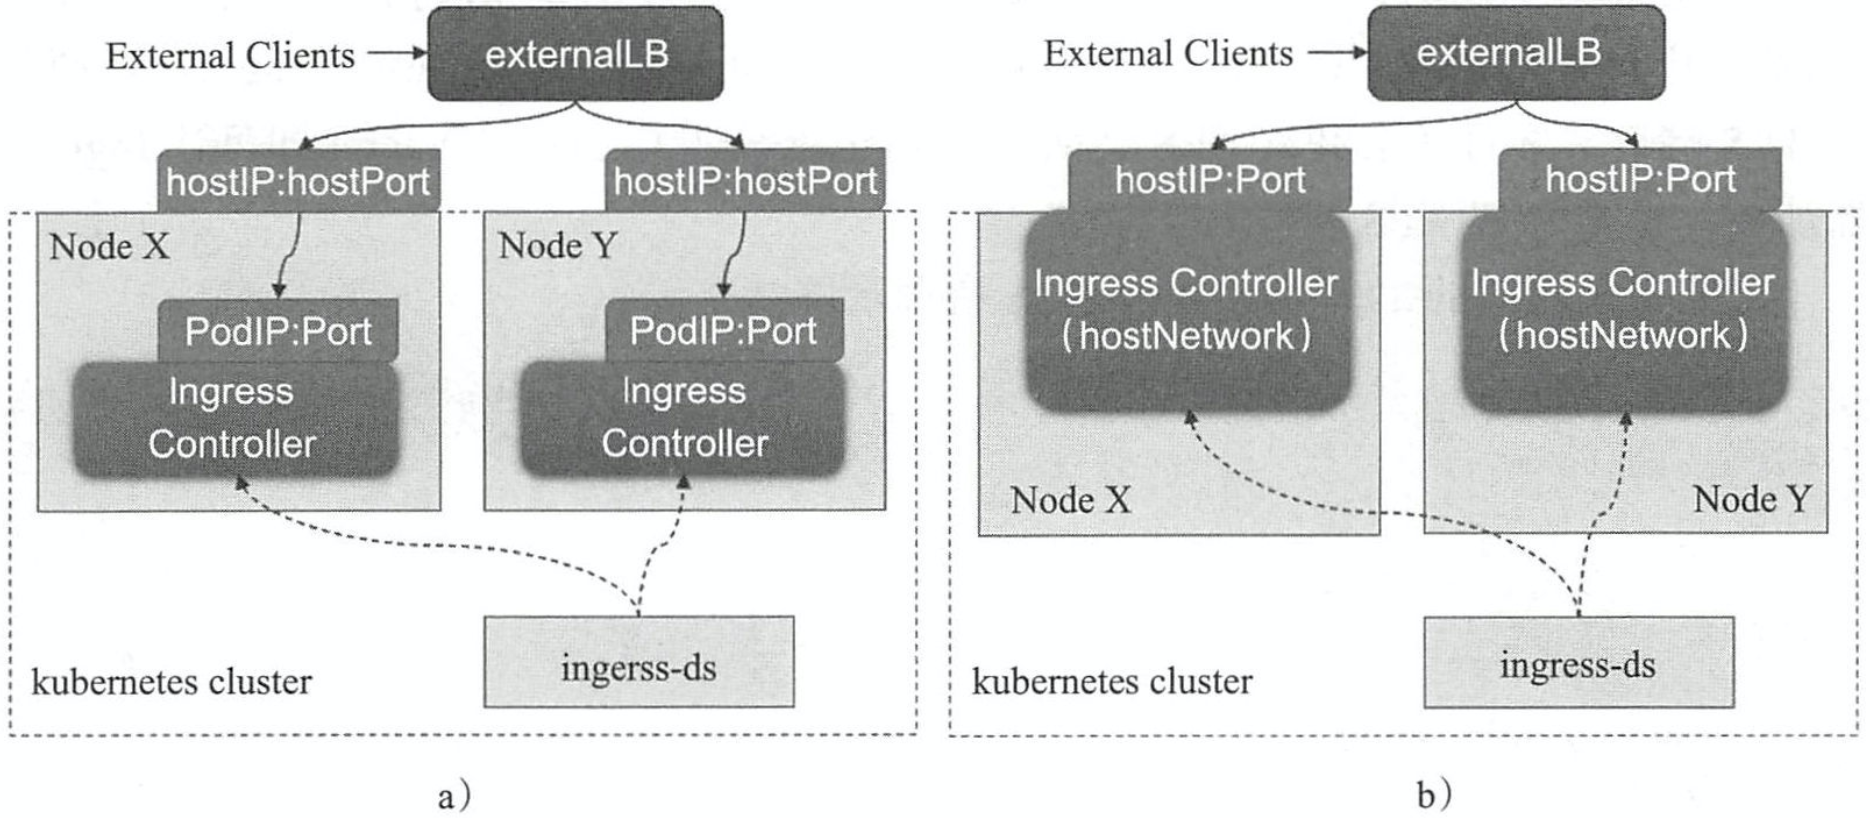 External Clients
externalLB
hostIP:hostPort
hostIP:hostPort
Node X
Node Y
PodIP:Port
PodIP:Port
Ingress
Controller
Ingress
Controller
ingerss-ds
kubernetes cluster
a）
External Clients
externalLB
hostIP:Port
hostIP:Port
Ingress Controller
（hostNetwork）
Ingress Controller
（hostNetwork）
Node X
Node Y
ingress-ds
kubernetes cluster
b）